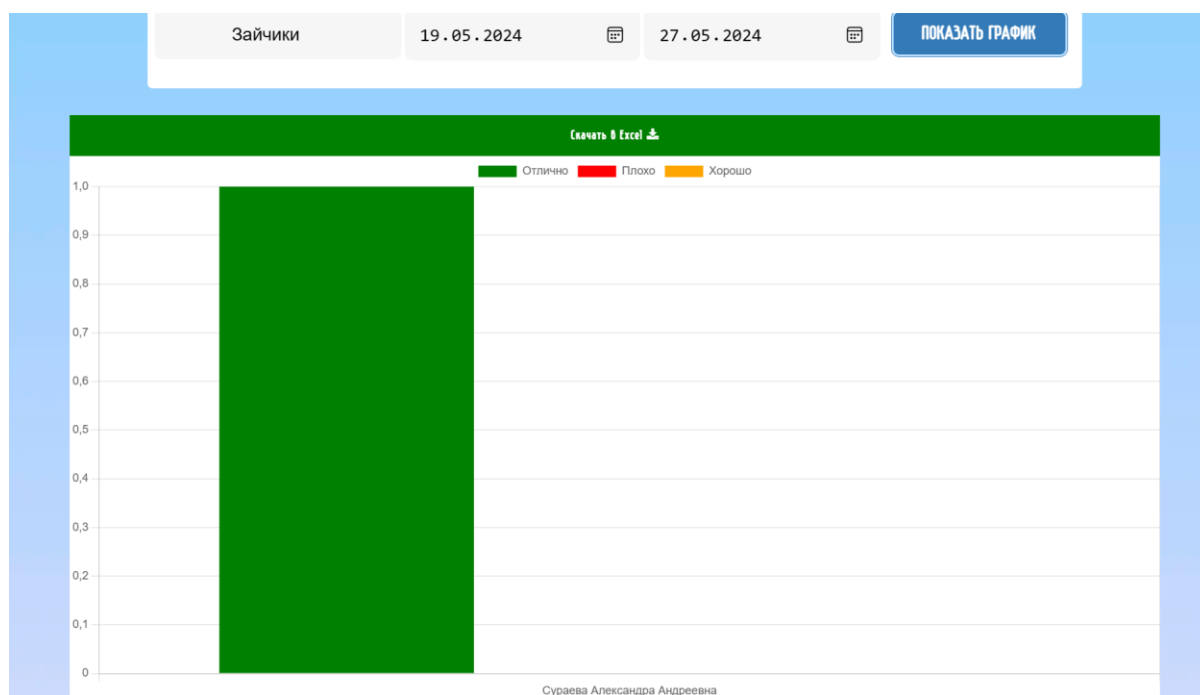 Зайчики 19.05.2024 27.05.2024 ПОКАЗАТЬ ГРАФИК
Скачать в Excel
Отлично Плохо Хорошо
1,0
0,9
0,8
0,7
0,6
0,5
0,4
0,3
0,2
0,1
0
Сураева Александра Андреевна